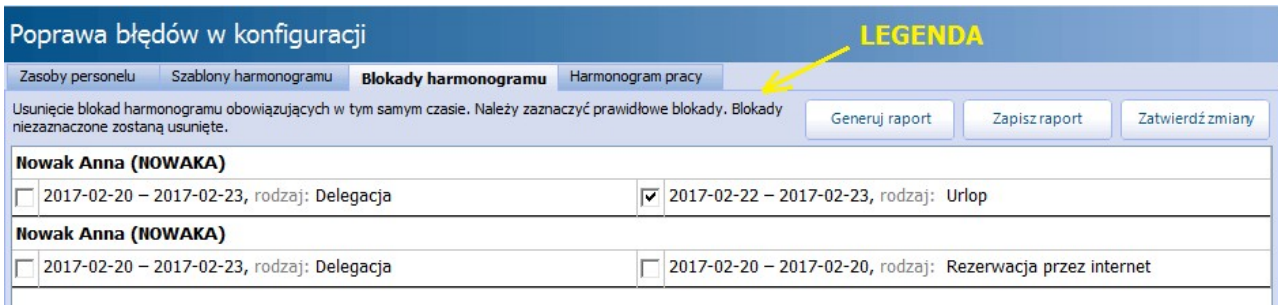 Poprawa błędów w konfiguracji
LEGENDA
Zasoby personelu Szablony harmonogramu Blokady harmonogramu Harmonogram pracy
Usunięcie blokad harmonogramu obowiązujących w tym samym czasie. Należy zaznaczyć prawidłowe blokady. Blokady
niezaznaczone zostaną usunięte.
Generuj raport Zapisz raport Zatwierdź zmiany
Nowak Anna (NOWAKA)
2017-02-20 – 2017-02-23, rodzaj: Delegacja 2017-02-22 – 2017-02-23, rodzaj: Urlop
Nowak Anna (NOWAKA)
2017-02-20 – 2017-02-23, rodzaj: Delegacja 2017-02-20 – 2017-02-20, rodzaj: Rezerwacja przez internet